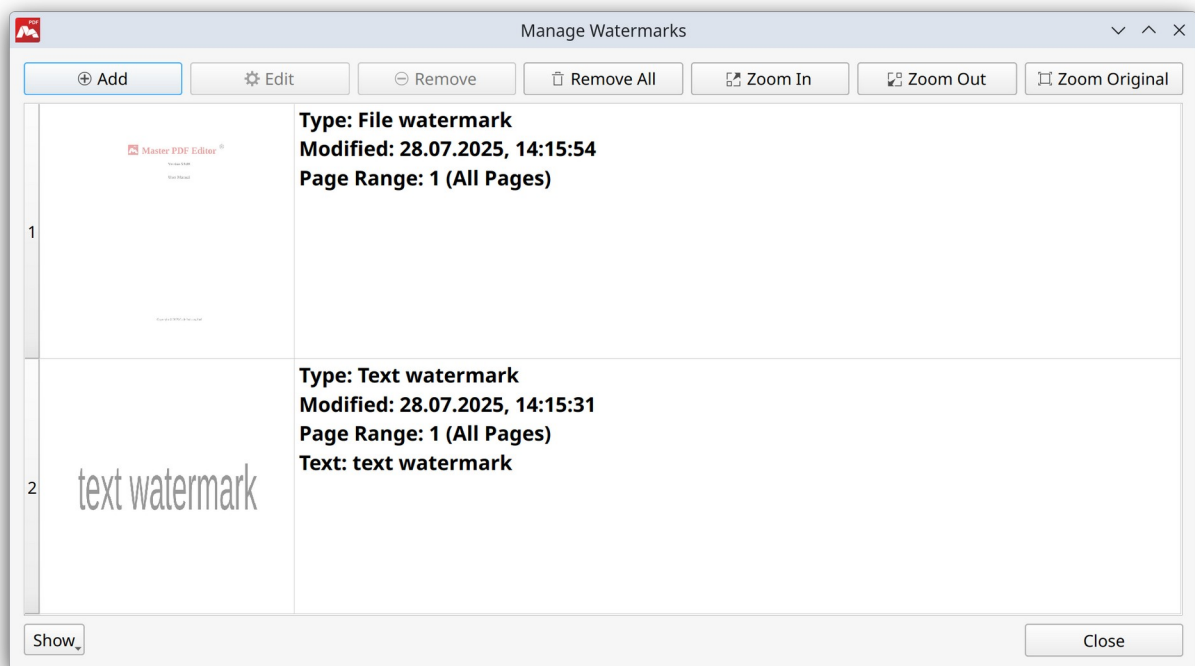 PDF
Manage Watermarks
Add
Edit
Remove
Remove All
Zoom In
Zoom Out
Zoom Original
1
Master PDF Editor ®
User Manual
Type: File watermark
Modified: 28.07.2025, 14:15:54
Page Range: 1 (All Pages)
2
text watermark
Type: Text watermark
Modified: 28.07.2025, 14:15:31
Page Range: 1 (All Pages)
Text: text watermark
Show
Close